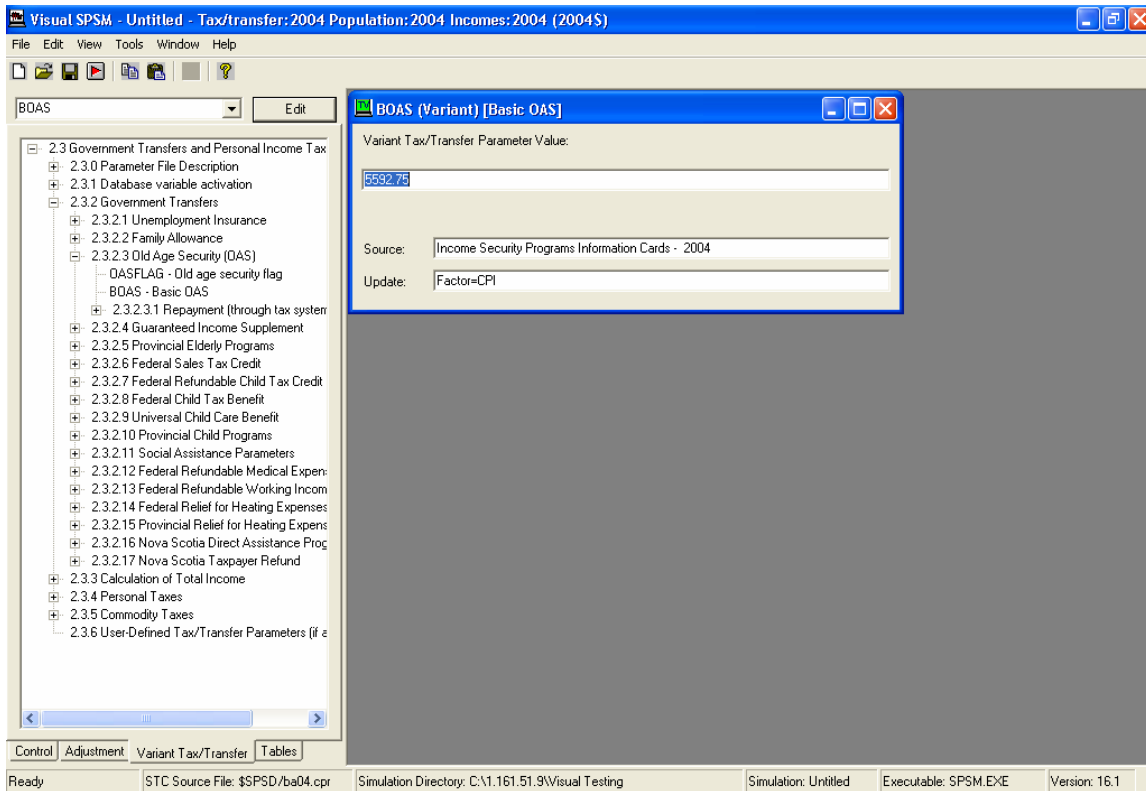 Visual SPSM - Untitled - Tax/transfer:2004 Population:2004 Incomes:2004 (2004$)
File Edit View Tools Window Help
BOAS
Edit
2.3 Government Transfers and Personal Income Tax
2.3.0 Parameter File Description
2.3.1 Database variable activation
2.3.2 Government Transfers
2.3.2.1 Unemployment Insurance
2.3.2.2 Family Allowance
2.3.2.3 Old Age Security (OAS)
OASFLAG - Old age security flag
BOAS - Basic OAS
2.3.2.3.1 Repayment (through tax system
2.3.2.4 Guaranteed Income Supplement
2.3.2.5 Provincial Elderly Programs
2.3.2.6 Federal Sales Tax Credit
2.3.2.7 Federal Refundable Child Tax Credit
2.3.2.8 Federal Child Tax Benefit
2.3.2.9 Universal Child Care Benefit
2.3.2.10 Provincial Child Programs
2.3.2.11 Social Assistance Parameters
2.3.2.12 Federal Refundable Medical Expen
2.3.2.13 Federal Refundable Working Incom
2.3.2.14 Federal Relief for Heating Expenses
2.3.2.15 Provincial Relief for Heating Expens
2.3.2.16 Nova Scotia Direct Assistance Prog
2.3.2.17 Nova Scotia Taxpayer Refund
2.3.3 Calculation of Total Income
2.3.4 Personal Taxes
2.3.5 Commodity Taxes
2.3.6 User-Defined Tax/Transfer Parameters (if a
Control Adjustment Variant Tax/Transfer Tables
BOAS (Variant) [Basic OAS]
Variant Tax/Transfer Parameter Value:
5592.75
Source: Income Security Programs Information Cards - 2004
Update: Factor=CPI
Ready STC Source File: $SPSD/ba04.cpr Simulation Directory: C:\1.161.51.9\Visual Testing Simulation: Untitled Executable: SPSM.EXE Version: 16.1